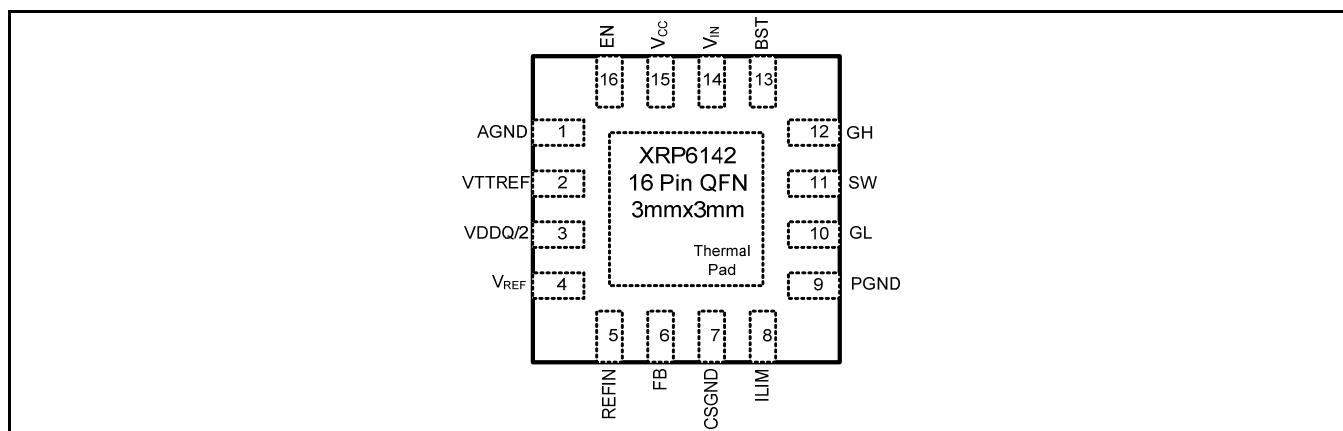 EN
VCC
VIN
BST
16
15
14
13
AGND 1
VTTREF 2
VDDQ/2 3
VREF 4
XRP6142
16 Pin QFN
3mmx3mm
Thermal
Pad
12 GH
11 SW
10 GL
9 PGND
5
6
7
8
REFIN
FB
CSGND
ILIM